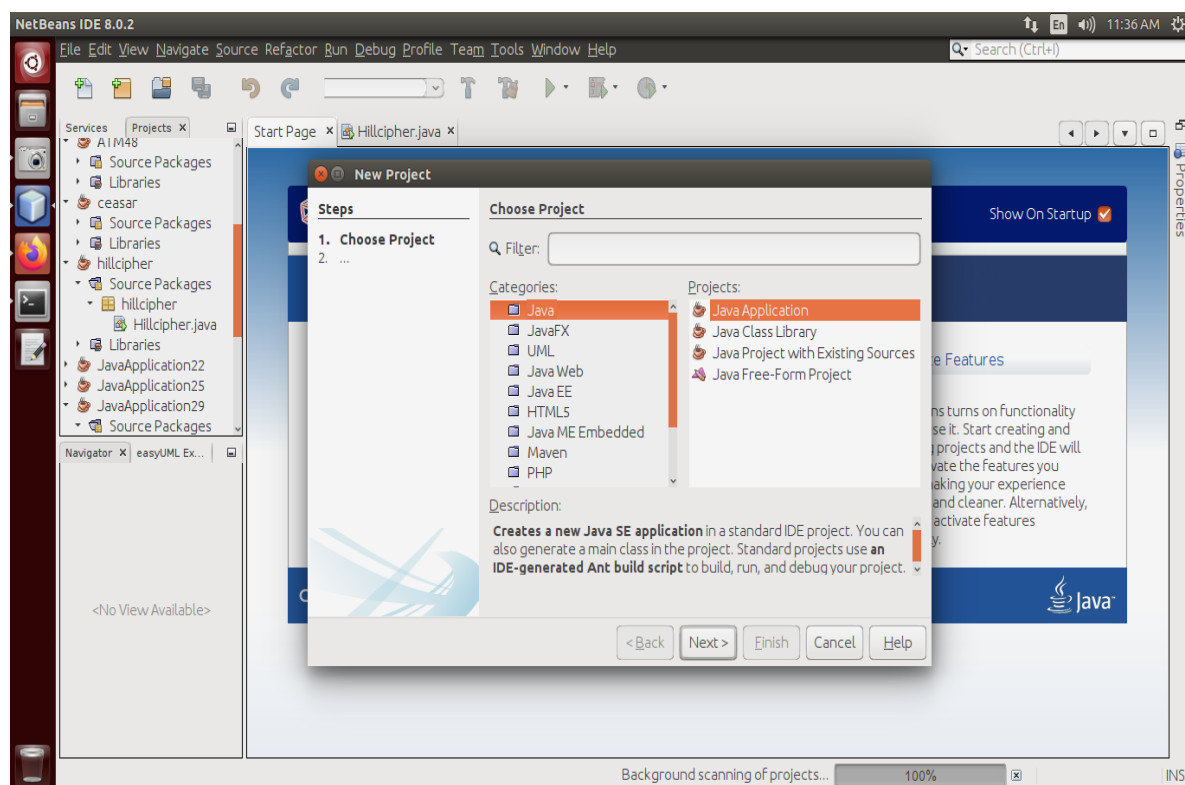 NetBeans IDE 8.0.2
En
11:36 AM
File Edit View Navigate Source Refactor Run Debug Profile Team Tools Window Help
Search (Ctrl+I)
Services Projects x
Start Page x Hillcipher.java x
ATM48
Source Packages
Libraries
ceasar
Source Packages
Libraries
hillcipher
Source Packages
hillcipher
Hillcipher.java
Libraries
JavaApplication22
JavaApplication25
JavaApplication29
Source Packages
Navigator x easyUML Ex...
<No View Available>
New Project
Steps
1. Choose Project
2. ...
Choose Project
Filter:
Categories:
Java
JavaFX
UML
Java Web
Java EE
HTML5
Java ME Embedded
Maven
PHP
Projects:
Java Application
Java Class Library
Java Project with Existing Sources
Java Free-Form Project
Description:
Creates a new Java SE application in a standard IDE project. You can
also generate a main class in the project. Standard projects use an
IDE-generated Ant build script to build, run, and debug your project.
< Back Next > Finish Cancel Help
Show On Startup
e Features
ns turns on functionality
se it. Start creating and
projects and the IDE will
vate the features you
aking your experience
and cleaner. Alternatively,
activate features
y.
Java
Properties
Background scanning of projects... 100%
INS